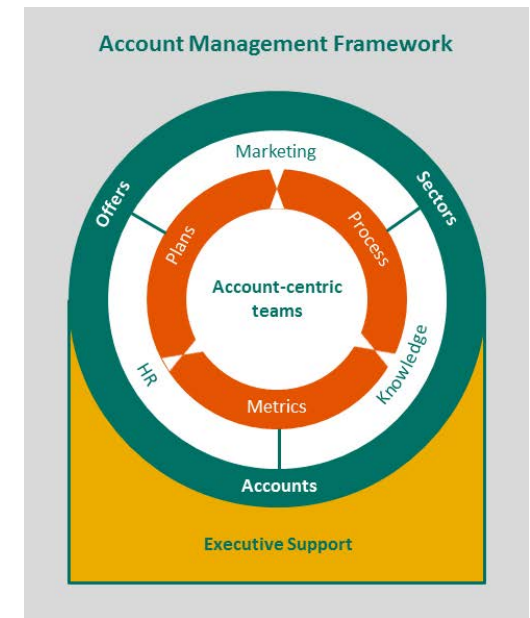 Account Management Framework
Marketing
Offers
Sectors
Plans
Process
Account-centric
teams
HR
Knowledge
Metrics
Accounts
Executive Support